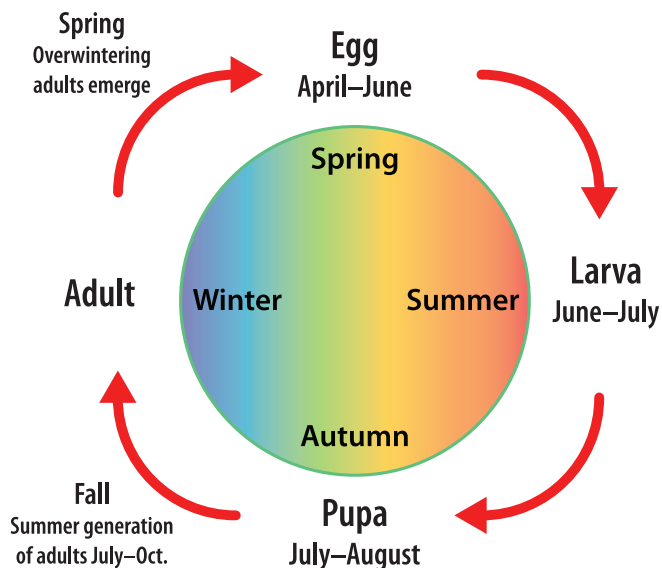 Spring
Overwintering
adults emerge
Egg
April–June
Spring
Adult
Winter
Summer
Larva
June–July
Autumn
Fall
Summer generation
of adults July–Oct.
Pupa
July–August